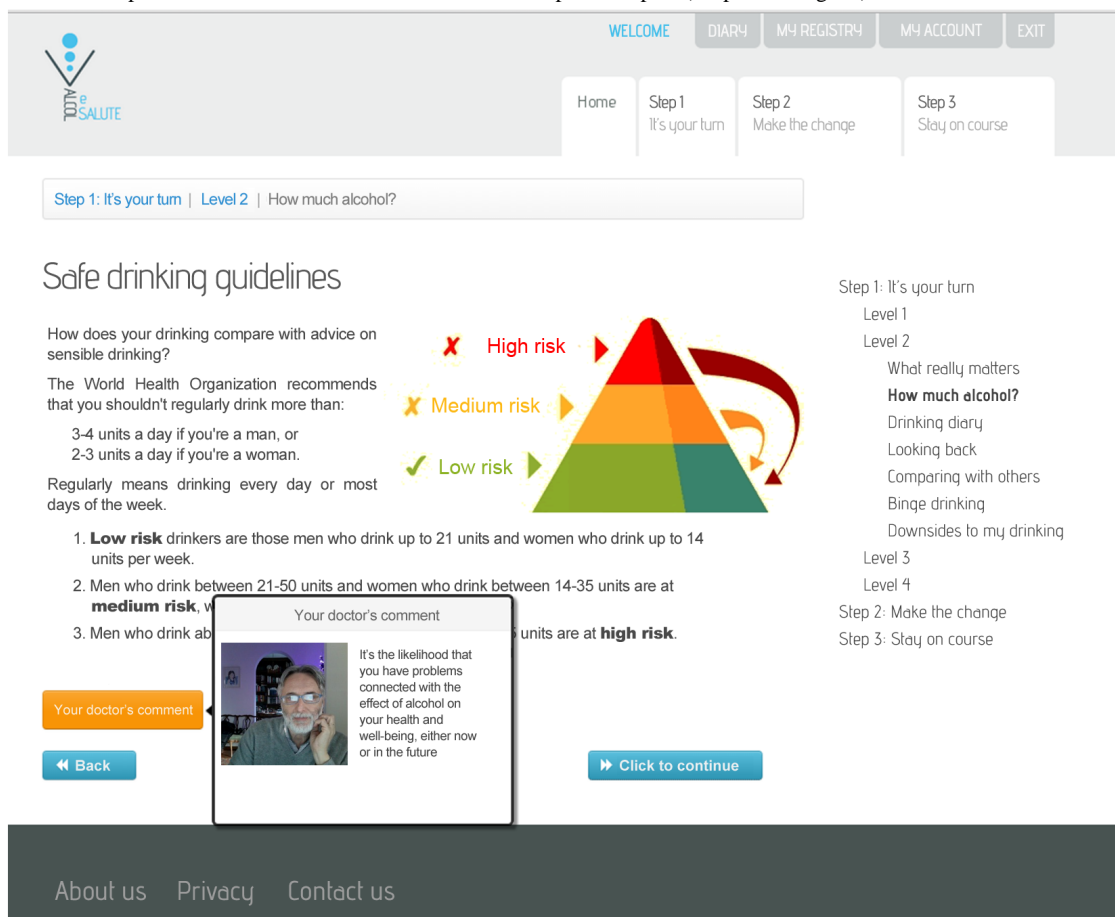 WELCOME DIARY MY REGISTRY MY ACCOUNT EXIT
ALCOL e SALUTE
Home Step 1 Step 2 Step 3
It's your turn Make the change Stay on course
Step 1: It's your turn | Level 2 | How much alcohol?
Safe drinking guidelines
How does your drinking compare with advice on
sensible drinking?
The World Health Organization recommends
that you shouldn't regularly drink more than:
3-4 units a day if you're a man, or
2-3 units a day if you're a woman.
Regularly means drinking every day or most
days of the week.
✘ High risk
✘ Medium risk
✔ Low risk
1. Low risk drinkers are those men who drink up to 21 units and women who drink up to 14
units per week.
2. Men who drink between 21-50 units and women who drink between 14-35 units are at
medium risk,
3. Men who drink units are at high risk.
Your doctor's comment
Your doctor's comment
It's the likelihood that
you have problems
connected with the
effect of alcohol on
your health and
well-being, either now
or in the future
Back
Click to continue
Step 1: It's your turn
Level 1
Level 2
What really matters
How much alcohol?
Drinking diary
Looking back
Comparing with others
Binge drinking
Downsides to my drinking
Level 3
Level 4
Step 2: Make the change
Step 3: Stay on course
About us Privacy Contact us